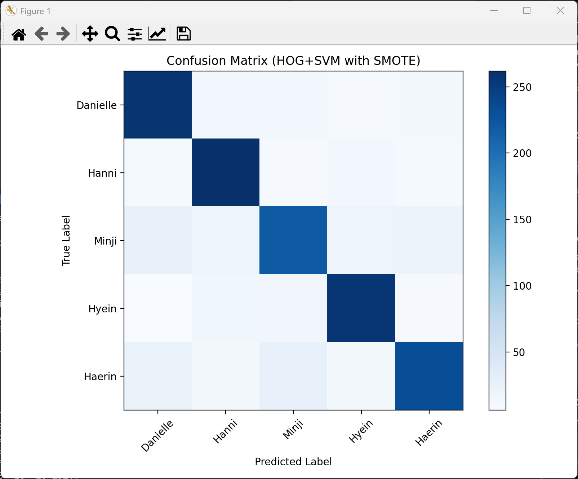 Figure 1
Confusion Matrix (HOG+SVM with SMOTE)
Danielle
Hanni
Minji
Hyein
Haerin
True Label
Danielle
Hanni
Minji
Hyein
Haerin
Predicted Label
250
200
150
100
50